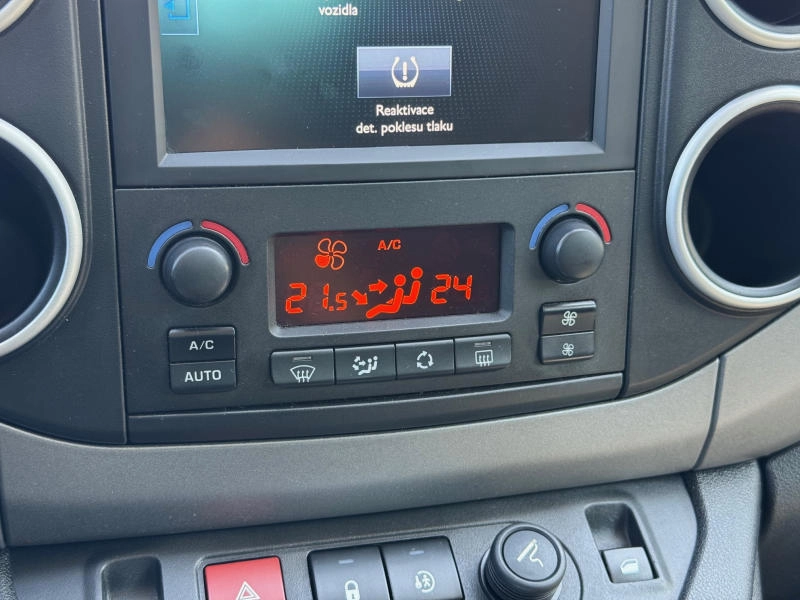 vozidla
Reaktivace
det. poklesu tlaku
A/C
21.5
24
A/C
AUTO